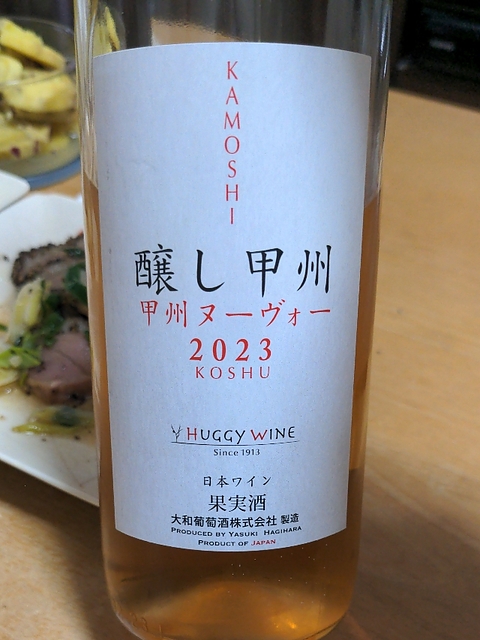 KAMOSHI
醸し甲州
甲州ヌーヴォー
2023
KOSHU
HUGGY WINE
Since 1913
日本ワイン
果実酒
大和葡萄酒株式会社 製造
PRODUCED BY YASUKI HAGIHARA
PRODUCT OF JAPAN